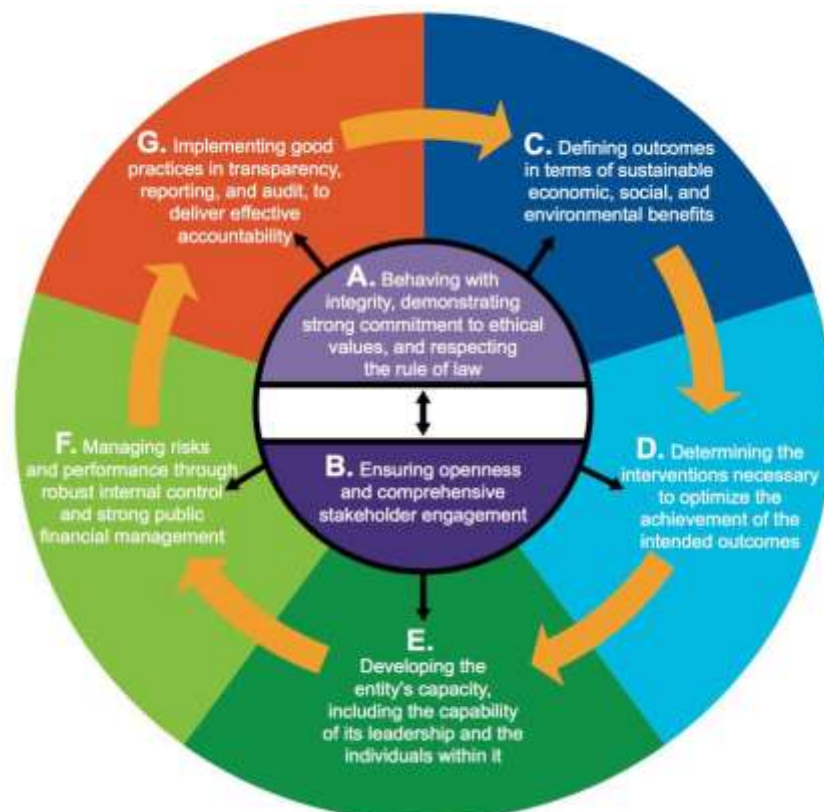 G. Implementing good
practices in transparency,
reporting, and audit, to
deliver effective
accountability
C. Defining outcomes
in terms of sustainable
economic, social, and
environmental benefits
A. Behaving with
integrity, demonstrating
strong commitment to ethical
values, and respecting
the rule of law
B. Ensuring openness
and comprehensive
stakeholder engagement
D. Determining the
interventions necessary
to optimize the
achievement of the
intended outcomes
E.
Developing the
entity's capacity,
including the capability
of its leadership and the
individuals within it
F. Managing risks
and performance through
robust internal control
and strong public
financial management